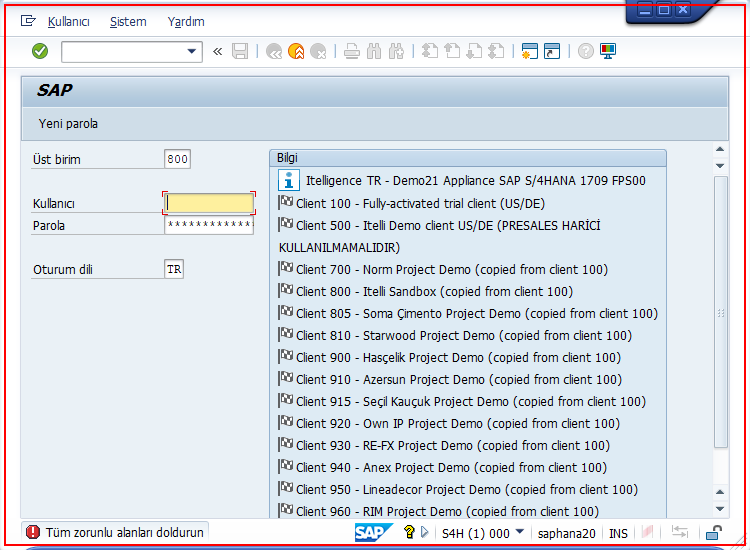 Kullanıcı Sistem Yardım
SAP
Yeni parola
Üst birim 800
Kullanıcı
Parola ************
Oturum dili TR
Bilgi
Itelligence TR - Demo21 Appliance SAP S/4HANA 1709 FPS00
Client 100 - Fully-activated trial client (US/DE)
Client 500 - Itelli Demo client US/DE (PRESALES HARİCİ
KULLANILMAMALIDIR)
Client 700 - Norm Project Demo (copied from client 100)
Client 800 - Itelli Sandbox (copied from client 100)
Client 805 - Soma Çimento Project Demo (copied from client 100)
Client 810 - Starwood Project Demo (copied from client 100)
Client 900 - Hasçelik Project Demo (copied from client 100)
Client 910 - Azersun Project Demo (copied from client 100)
Client 915 - Seçil Kauçuk Project Demo (copied from client 100)
Client 920 - Own IP Project Demo (copied from client 100)
Client 930 - RE-FX Project Demo (copied from client 100)
Client 940 - Anex Project Demo (copied from client 100)
Client 950 - Lineadecor Project Demo (copied from client 100)
Client 960 - RIM Project Demo (copied from client 100)
Tüm zorunlu alanları doldurun SAP S4H (1) 000 saphana20 INS